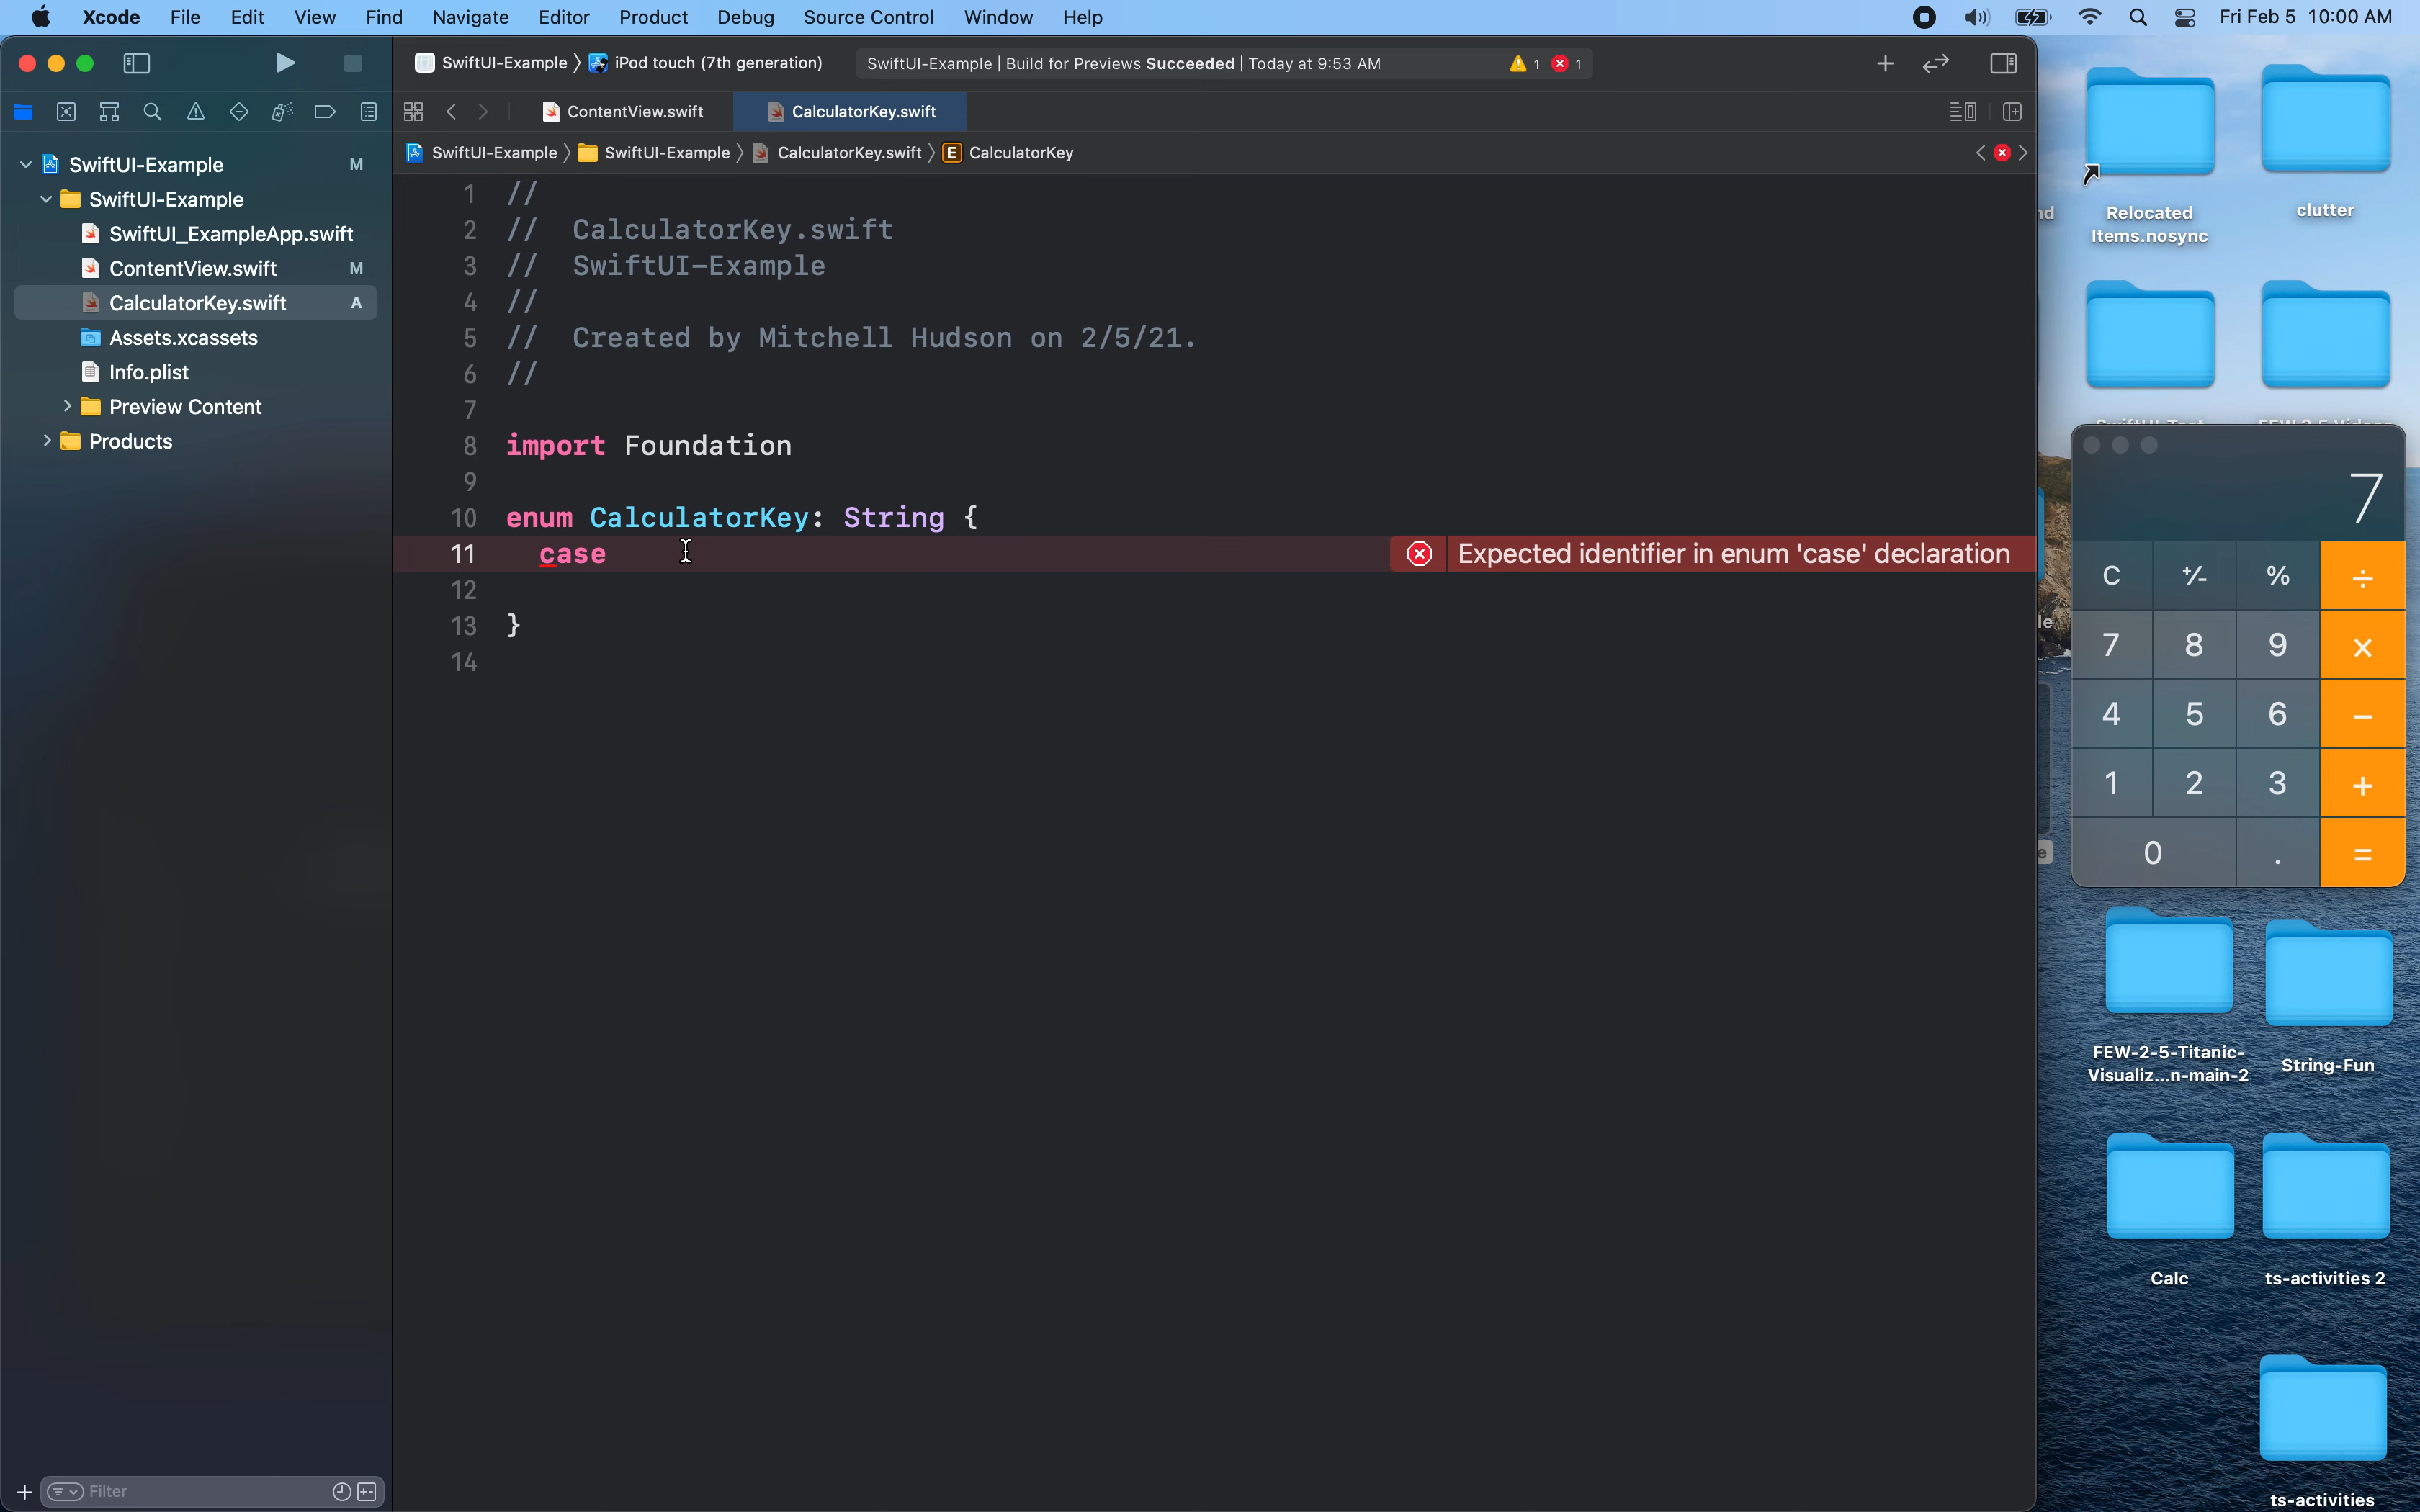 Xcode File Edit View Find Navigate Editor Product Debug Source Control Window Help Fri Feb 5 10:00 AM
SwiftUI-Example iPod touch (7th generation) SwiftUI-Example | Build for Previews Succeeded | Today at 9:53 AM 1 1
ContentView.swift CalculatorKey.swift
SwiftUI-Example SwiftUI-Example CalculatorKey.swift E CalculatorKey
SwiftUI-Example M
SwiftUI-Example
SwiftUI_ExampleApp.swift
ContentView.swift M
CalculatorKey.swift A
Assets.xcassets
Info.plist
Preview Content
Products
Filter
1 //
2 // CalculatorKey.swift
3 // SwiftUI-Example
4 //
5 // Created by Mitchell Hudson on 2/5/21.
6 //
7
8 import Foundation
9
10 enum CalculatorKey: String {
11 case Expected identifier in enum 'case' declaration
12
13 }
14
Relocated
Items.nosync
clutter
7
C +/- % ÷
7 8 9 ×
4 5 6 −
1 2 3 +
0 . =
FEW-2-5-Titanic-
Visualiz...n-main-2
String-Fun
Calc
ts-activities 2
ts-activities